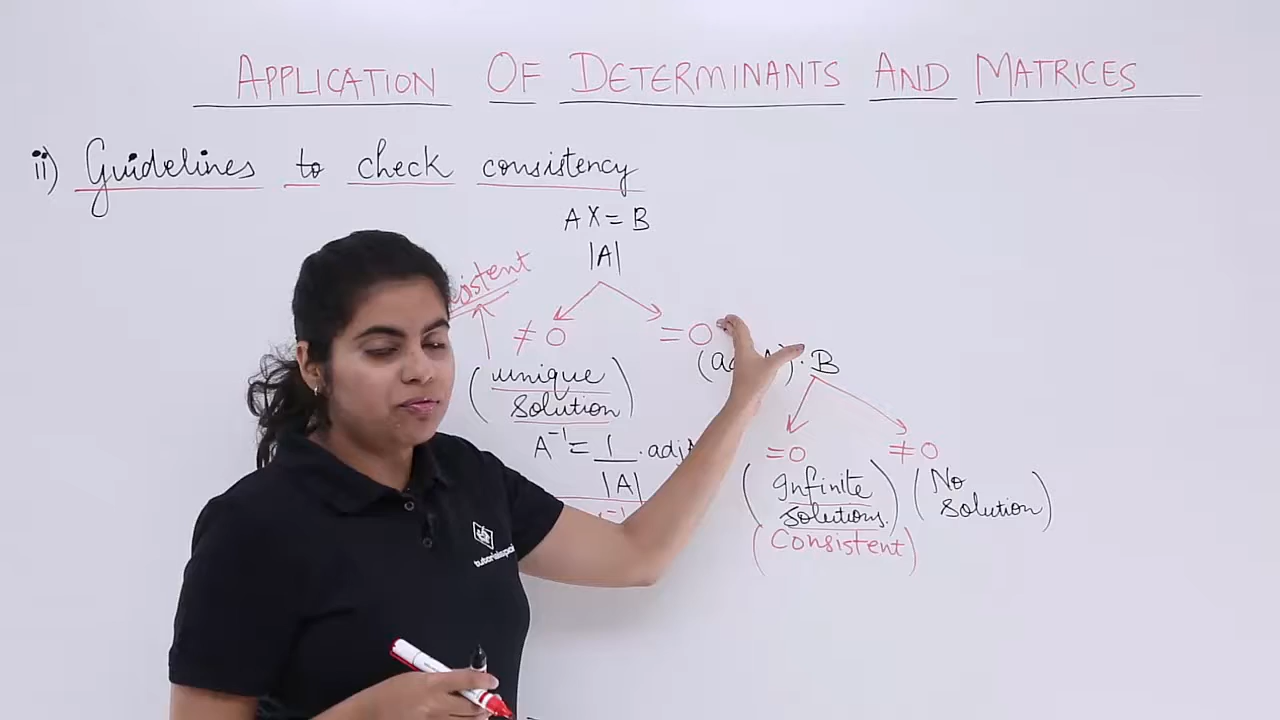 APPLICATION OF DETERMINANTS AND MATRICES
ii) Guidelines to check consistency
AX = B
|A|
≠ 0
= 0
(unique solution)
A⁻¹ = 1/|A| . adj
. B
= 0
≠ 0
(Infinite solutions.)
(No solution)
(Consistent)